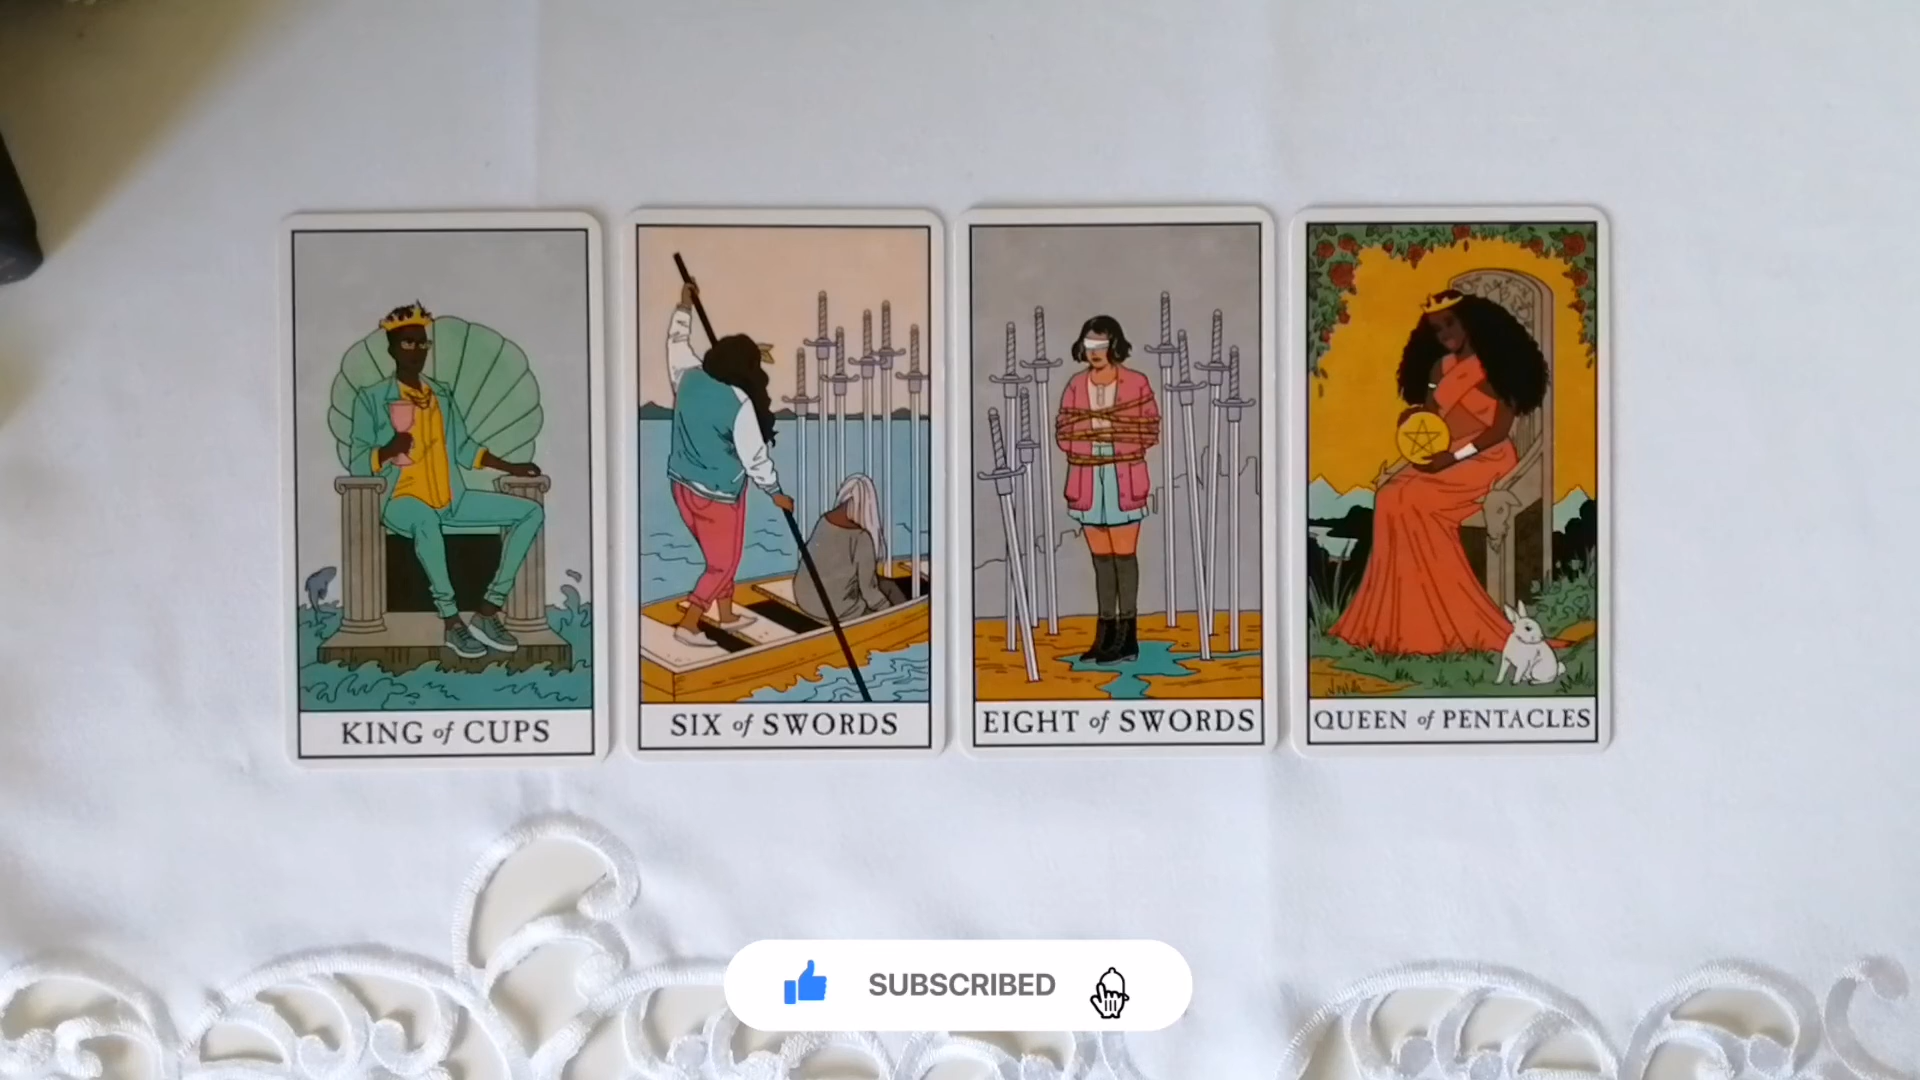 KING of CUPS
SIX of SWORDS
EIGHT of SWORDS
QUEEN of PENTACLES
SUBSCRIBED